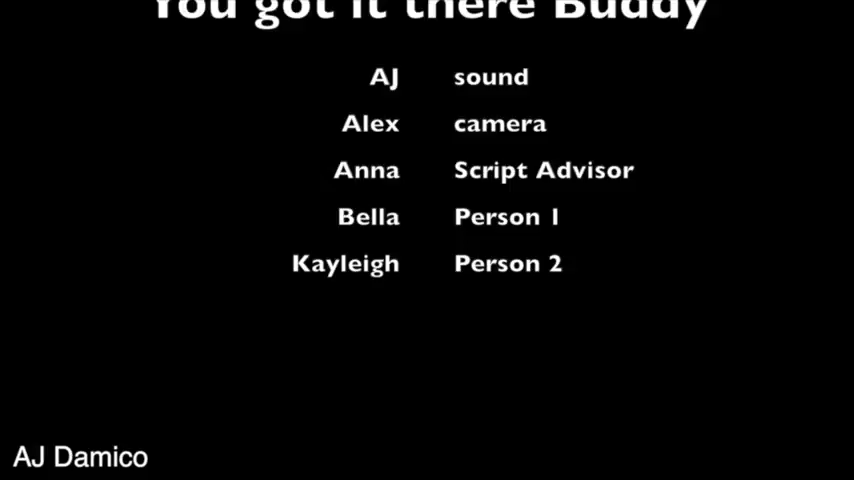 You got it there Buddy
AJ sound
Alex camera
Anna Script Advisor
Bella Person 1
Kayleigh Person 2
AJ Damico